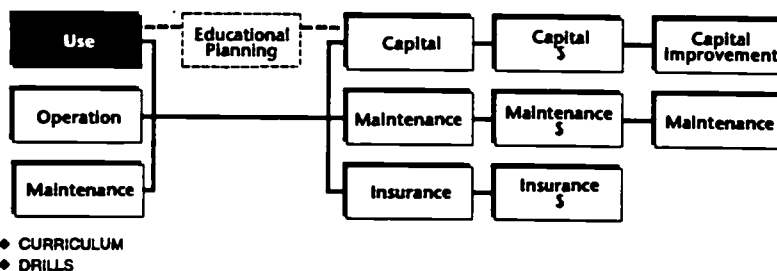 Use
Educational
Planning
Capital
Capital
$
Capital
Improvement
Operation
Maintenance
Maintenance
$
Maintenance
Maintenance
Insurance
Insurance
$
◆ CURRICULUM
◆ DRILLS